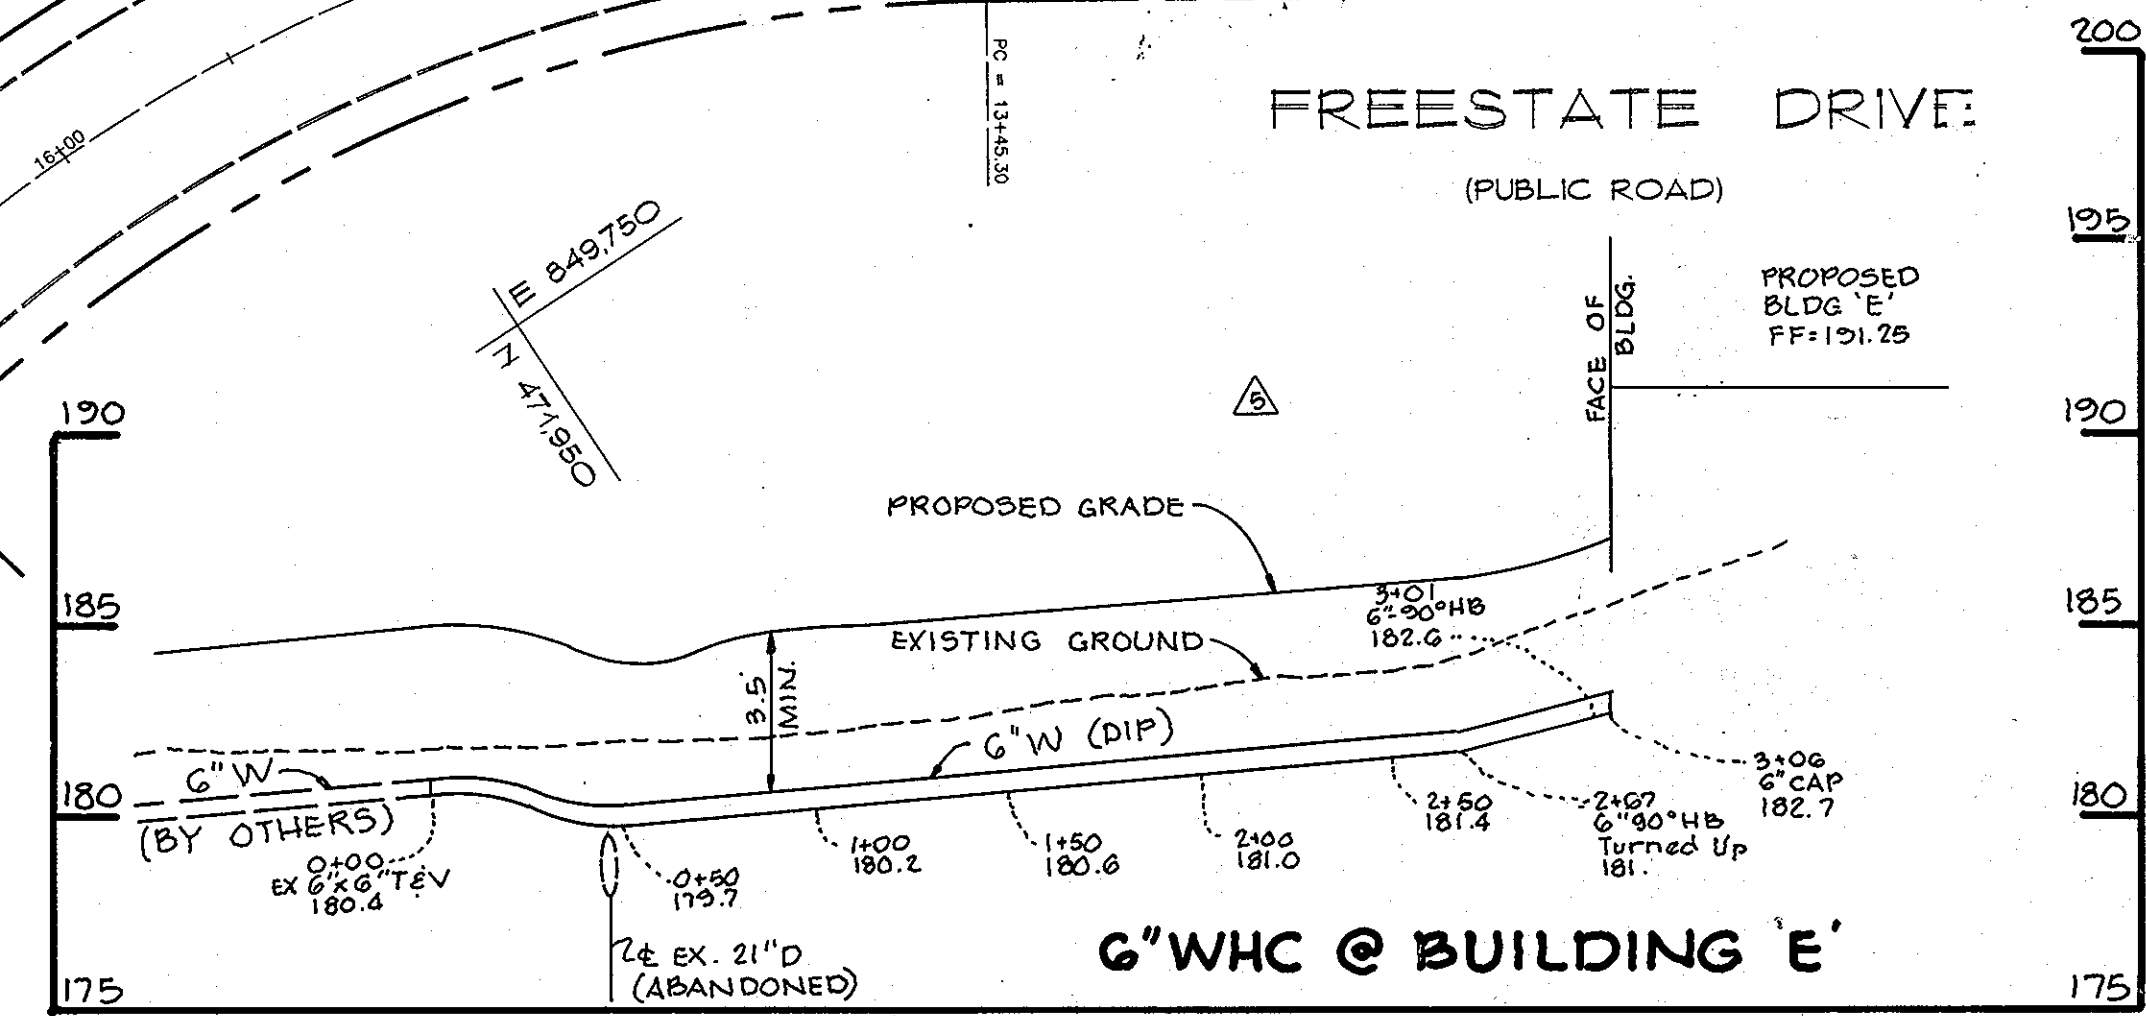 200
PC = 13+45.30
FREESTATE DRIVE
(PUBLIC ROAD)
16+00
195
E 849,750
N 471,950
FACE OF
BLDG.
PROPOSED
BLDG 'E'
FF=191.25
190
5
190
PROPOSED GRADE
185
3+01
6"-90°HB
182.6
185
EXISTING GROUND
3.5'
MIN.
6"W (DIP)
6"W
180
(BY OTHERS)
3+06
6" CAP
182.7
180
0+00
EX 6"x6"T&V
180.4
0+50
179.7
1+00
180.2
1+50
180.6
2+00
181.0
2+50
181.4
2+67
6"90°HB
Turned Up
181.
℄ EX. 21"D
(ABANDONED)
6"WHC @ BUILDING 'E'
175
175